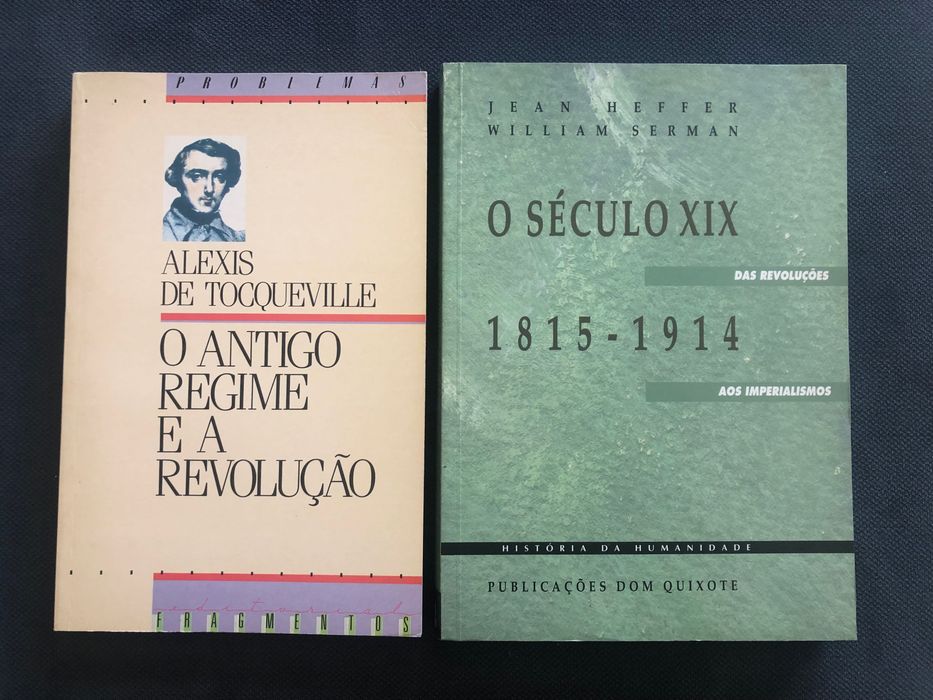 PROBLEMAS
ALEXIS
DE TOCQUEVILLE
O ANTIGO
REGIME
E A
REVOLUÇÃO
editorial
FRAGMENTOS
JEAN HEFFER
WILLIAM SERMAN
O SÉCULO XIX
DAS REVOLUÇÕES
1815-1914
AOS IMPERIALISMOS
HISTÓRIA DA HUMANIDADE
PUBLICAÇÕES DOM QUIXOTE